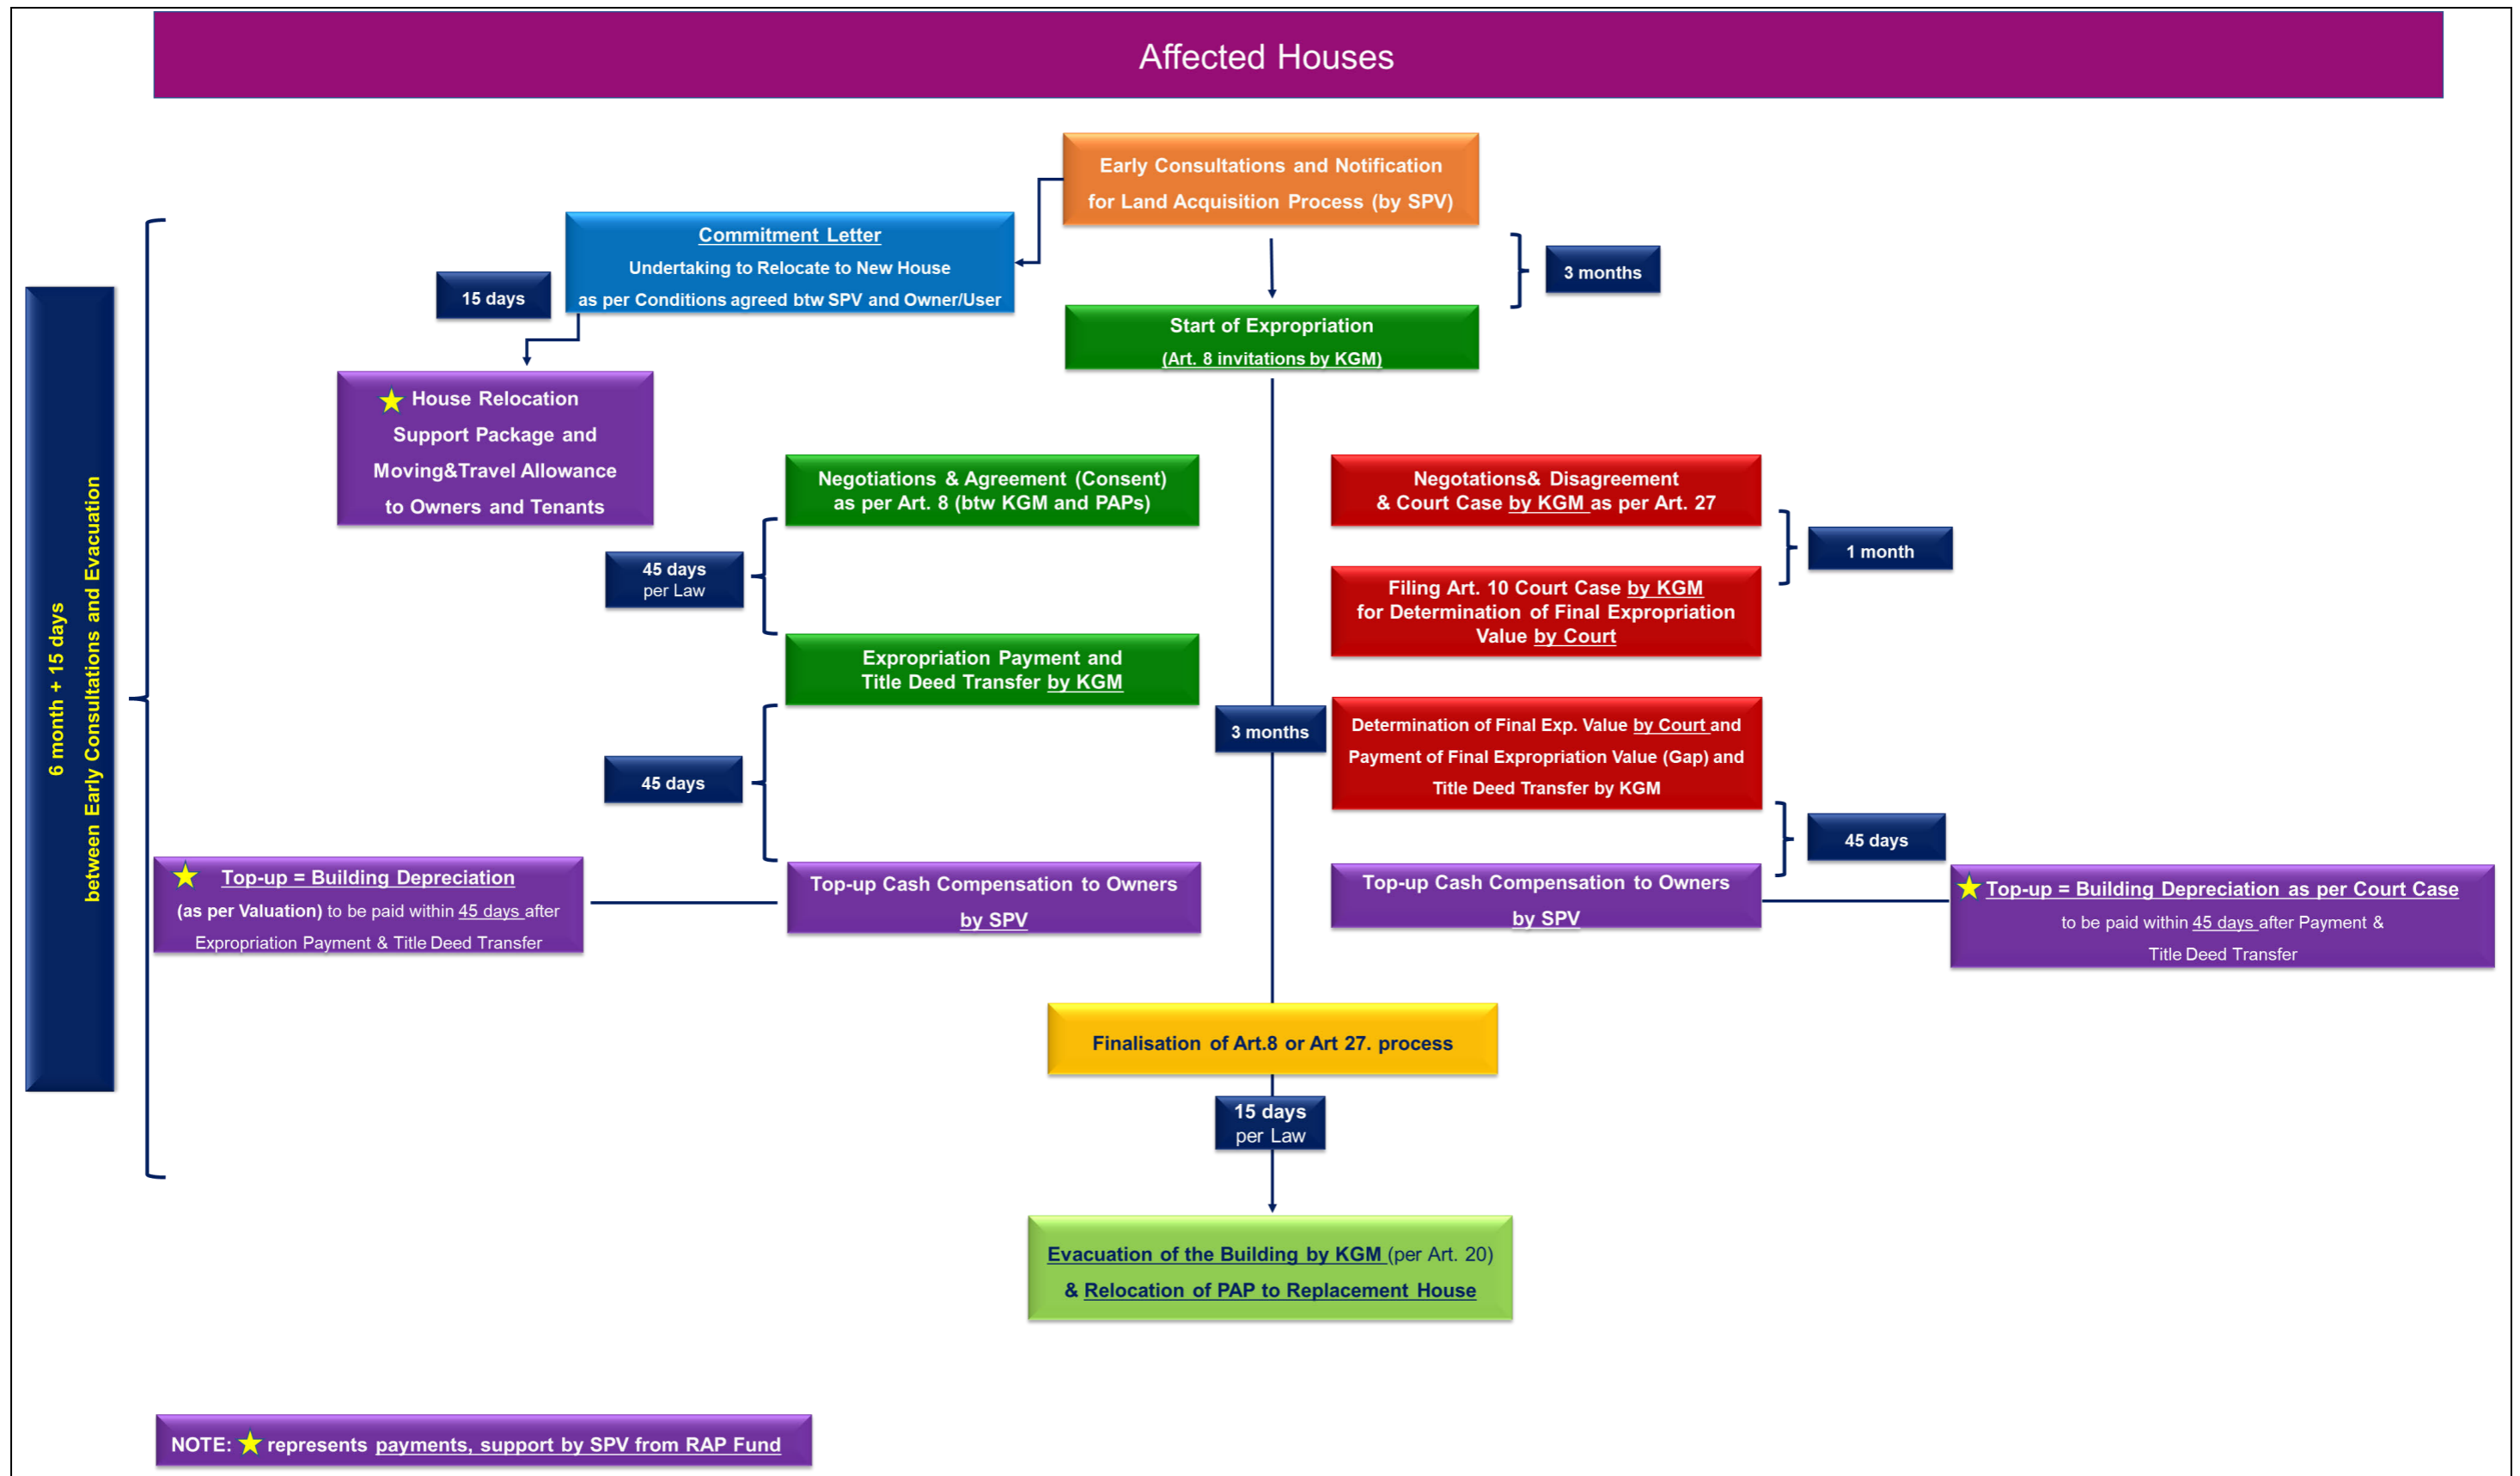 Affected Houses
Early Consultations and Notification
for Land Acquisition Process (by SPV)
Commitment Letter
Undertaking to Relocate to New House
as per Conditions agreed btw SPV and Owner/User
3 months
15 days
Start of Expropriation
(Art. 8 invitations by KGM)
House Relocation
Support Package and
Moving&Travel Allowance
to Owners and Tenants
Negotiations & Agreement (Consent)
as per Art. 8 (btw KGM and PAPs)
Negotations& Disagreement
& Court Case by KGM as per Art. 27
45 days
per Law
1 month
Filing Art. 10 Court Case by KGM
for Determination of Final Expropriation
Value by Court
6 month + 15 days
between Early Consultations and Evacuation
Expropriation Payment and
Title Deed Transfer by KGM
3 months
Determination of Final Exp. Value by Court and
Payment of Final Expropriation Value (Gap) and
Title Deed Transfer by KGM
45 days
45 days
Top-up = Building Depreciation
(as per Valuation) to be paid within 45 days after
Expropriation Payment & Title Deed Transfer
Top-up Cash Compensation to Owners
by SPV
Top-up Cash Compensation to Owners
by SPV
Top-up = Building Depreciation as per Court Case
to be paid within 45 days after Payment &
Title Deed Transfer
Finalisation of Art.8 or Art 27. process
15 days
per Law
Evacuation of the Building by KGM (per Art. 20)
& Relocation of PAP to Replacement House
NOTE: ★ represents payments, support by SPV from RAP Fund